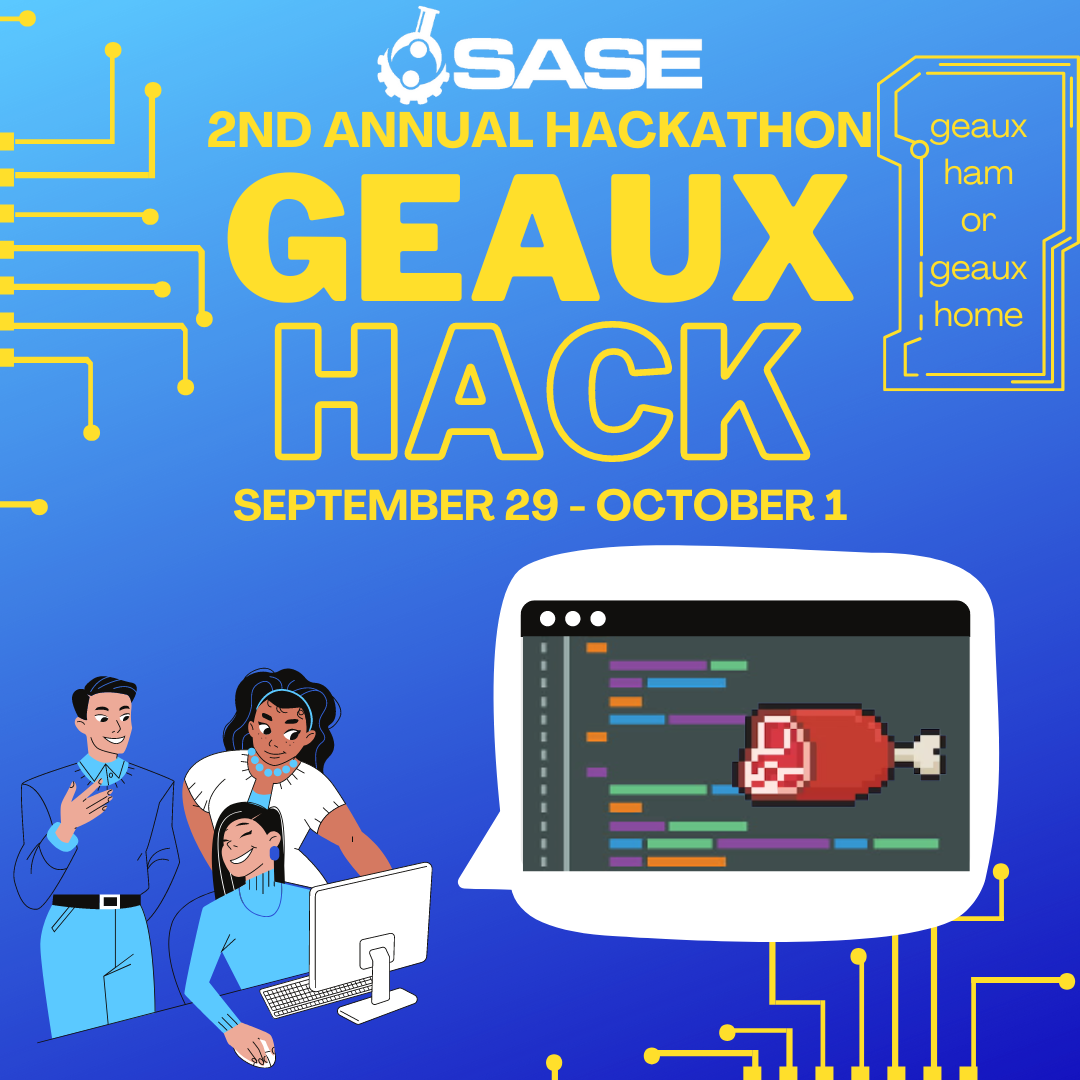 SASE
2ND ANNUAL HACKATHON
GEAUX
HACK
SEPTEMBER 29 - OCTOBER 1
geaux
ham
or
geaux
home